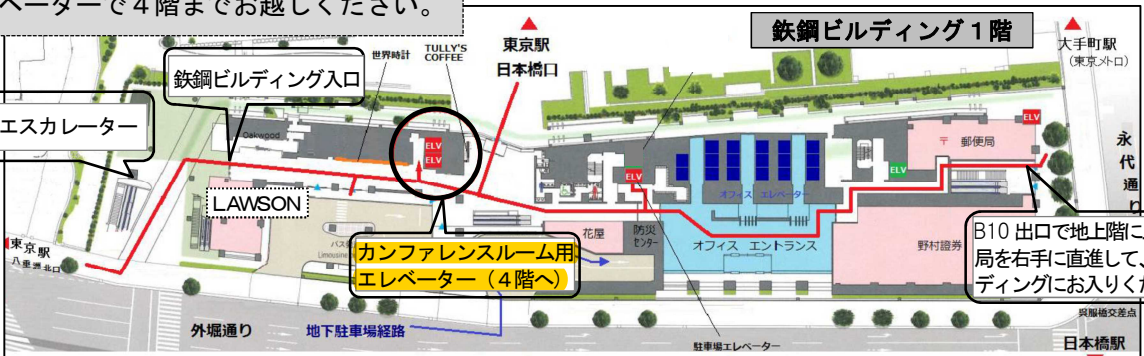 ベーターで４階までお越しください。
鉄鋼ビルディング１階
世界時計
TULLY'S
COFFEE
東京駅
日本橋口
大手町駅
(東京メトロ)
鉄鋼ビルディング入口
エスカレーター
Oakwood
ELV
ELV
ELV
ELV
ELV
〒 郵便局
永代通り
LAWSON
オフィス エレベーター
花屋
防災
センター
オフィス エントランス
野村證券
カンファレンスルーム用
エレベーター（４階へ）
B10 出口で地上階に
局を右手に直進して、
ディングにお入りくだ
東京駅
八重洲北口
Limousine
外堀通り
地下駐車場経路
駐車場エレベーター
呉服橋交差点
日本橋駅